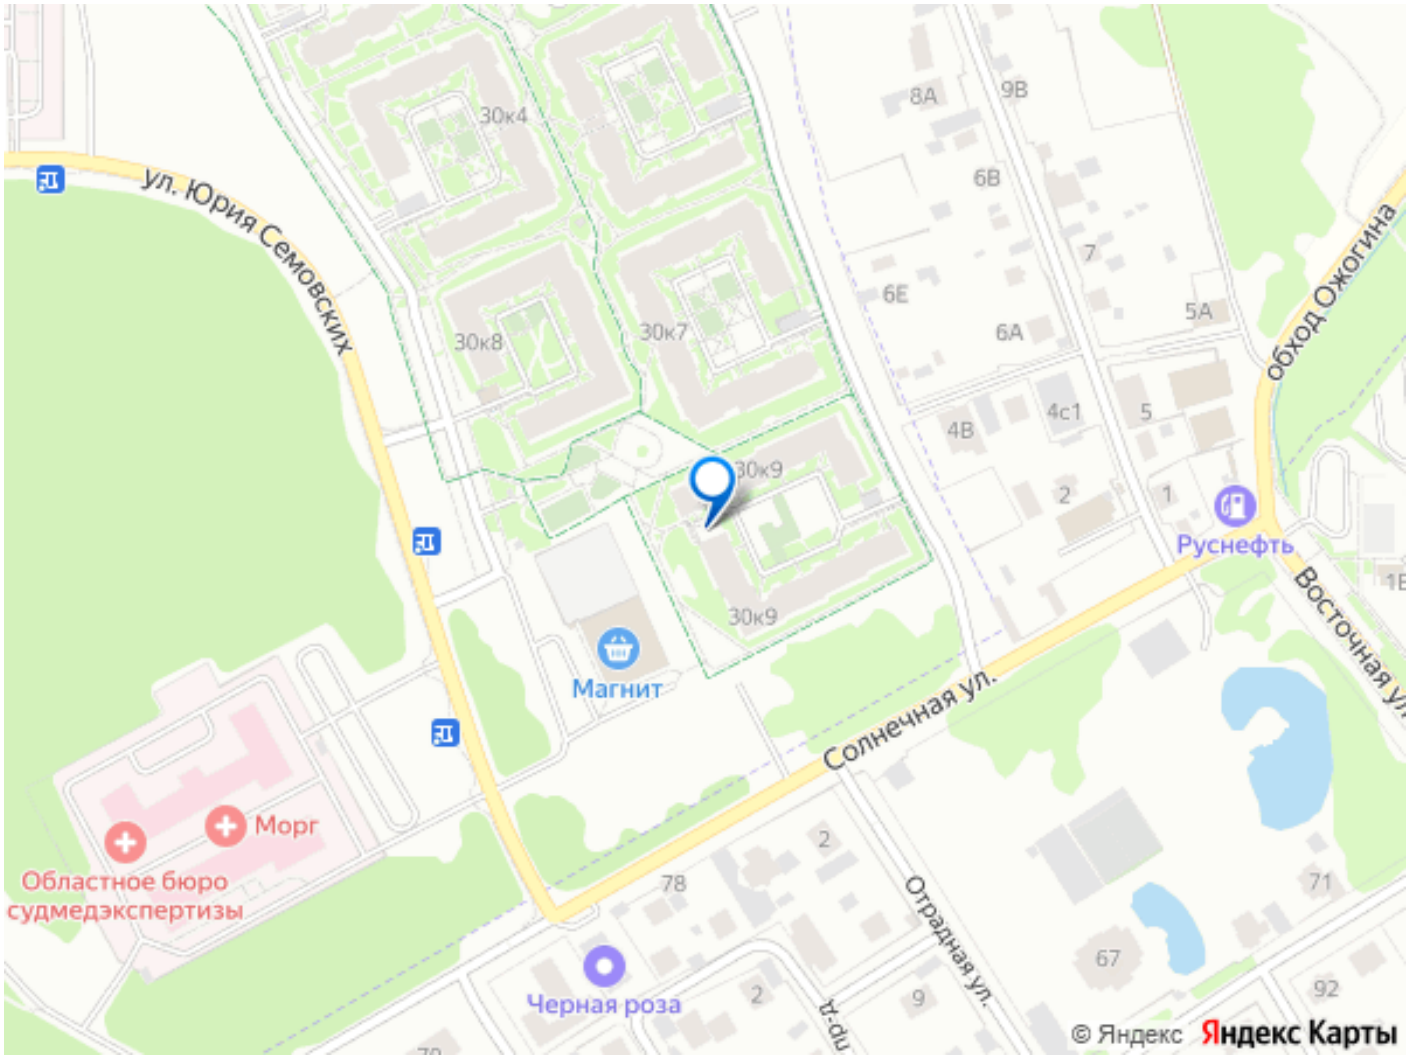 30к4
8А
9В
ул. Юрия Семовских
6В
7
6Е
обход Ожогина
5А
30к7
6А
30к8
4с1
5
4В
30к9
2
1
Руснефть
Восточная ул.
30к9
Магнит
Солнечная ул.
Морг
2
Областное бюро
судмедэкспертизы
78
71
Отрадная ул.
67
Черная роза
2
9
92
пр-д
© Яндекс Яндекс Карты